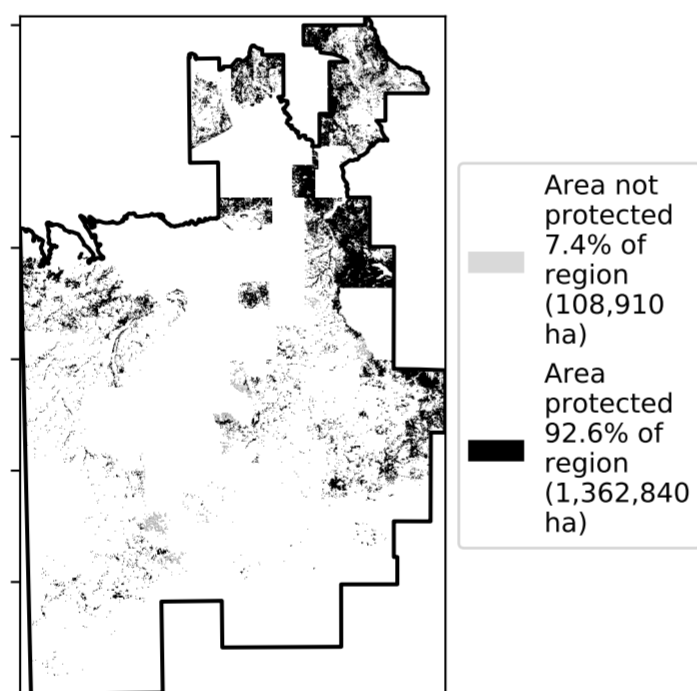 Area not
protected
7.4% of
region
(108,910
ha)
Area
protected
92.6% of
region
(1,362,840
ha)